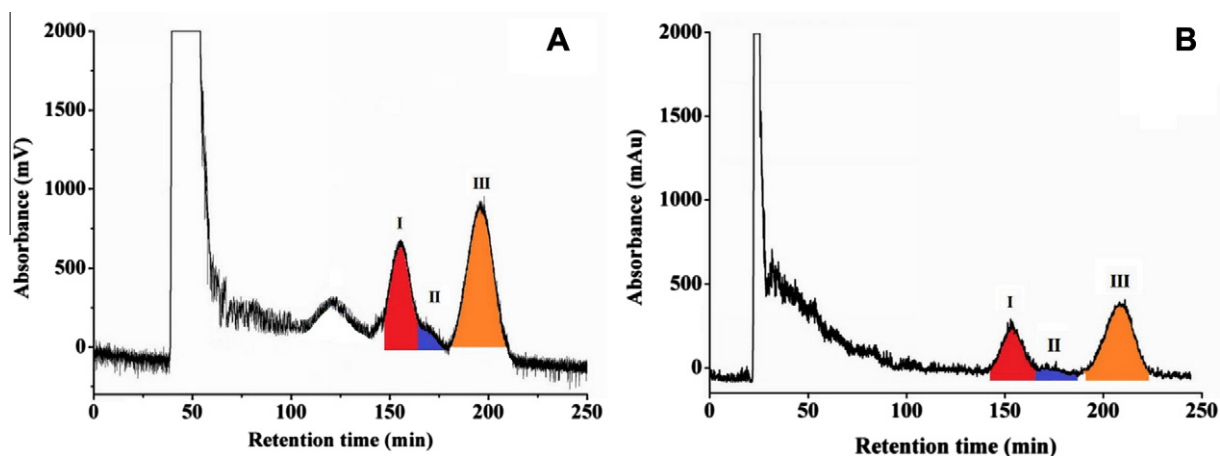 A
2000
1500
1000
500
0
Absorbance (mV)
I
II
III
0 50 100 150 200 250
Retention time (min)
B
2000
1500
1000
500
0
Absorbance (mAu)
I
II
III
0 50 100 150 200 250
Retention time (min)